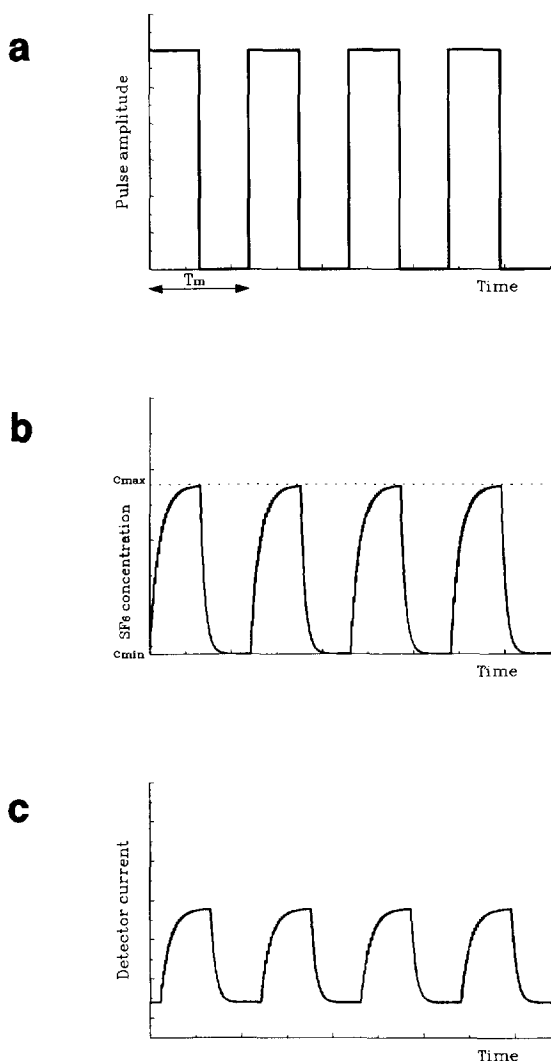 a
Pulse amplitude
Tm
Time
b
Cmax
SF6 concentration
Cmin
Time
c
Detector current
Time